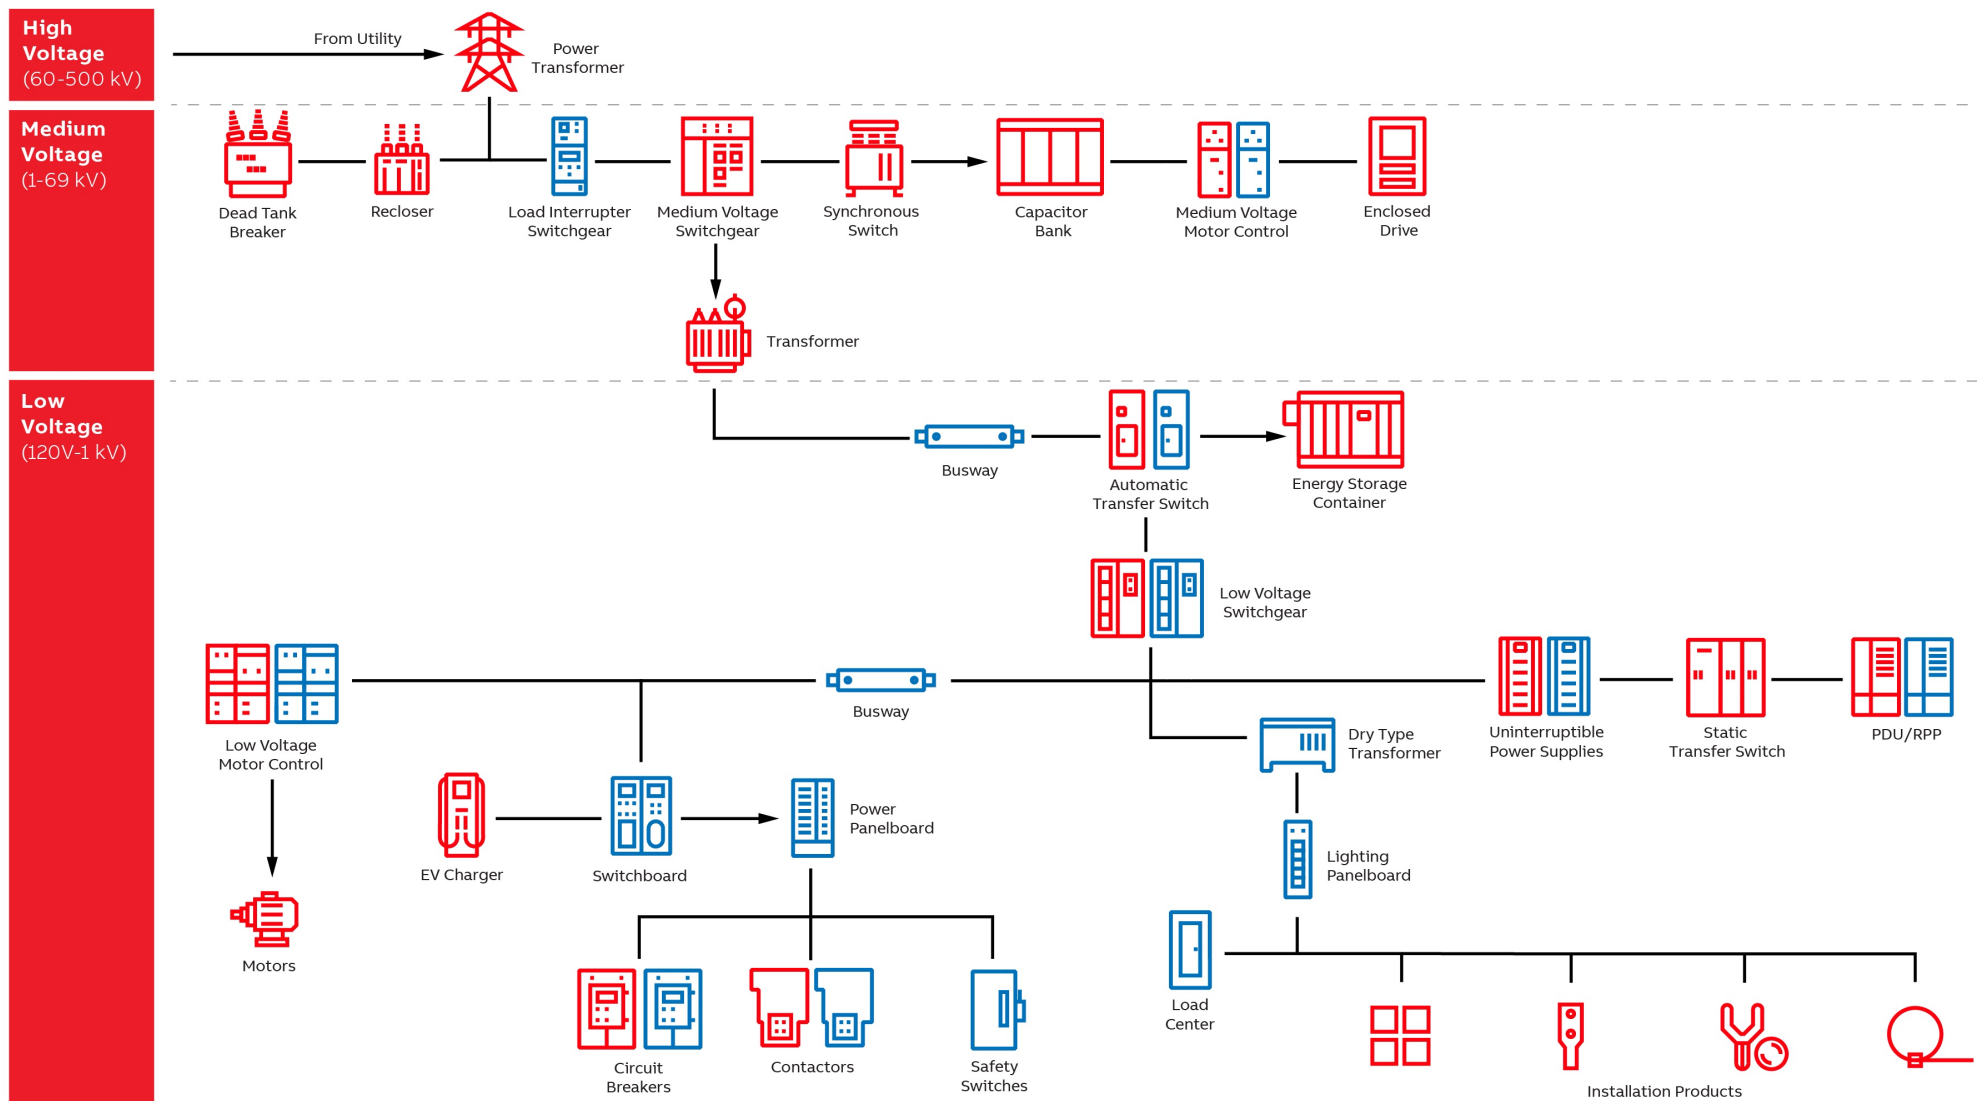 High
Voltage
(60-500 kV)
From Utility
Power
Transformer
Medium
Voltage
(1-69 kV)
Dead Tank
Breaker
Recloser
Load Interrupter
Switchgear
Medium Voltage
Switchgear
Synchronous
Switch
Capacitor
Bank
Medium Voltage
Motor Control
Enclosed
Drive
Transformer
Low
Voltage
(120V-1 kV)
Busway
Automatic
Transfer Switch
Energy Storage
Container
Low Voltage
Switchgear
Low Voltage
Motor Control
Busway
Dry Type
Transformer
Uninterruptible
Power Supplies
Static
Transfer Switch
PDU/RPP
EV Charger
Switchboard
Power
Panelboard
Lighting
Panelboard
Motors
Load
Center
Circuit
Breakers
Contactors
Safety
Switches
Installation Products